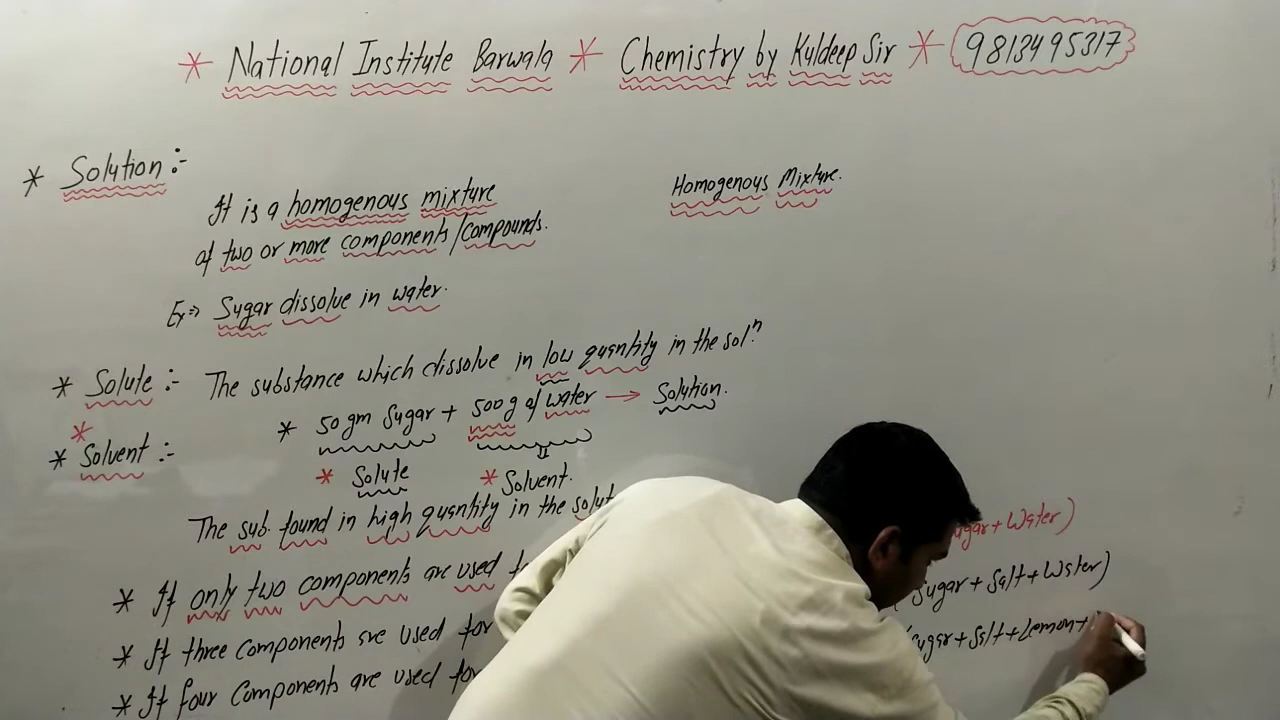 * National Institute Barwala * Chemistry by Kuldeep Sir * 9813495317
* Solution :-
It is a homogenous mixture
of two or more components/compounds.
Homogenous Mixture.
Ex⇒ Sugar dissolve in water.
* Solute :- The substance which dissolve in low quantity in the solⁿ
* 50 gm Sugar + 500g of water → Solution.
* Solute * Solvent.
* Solvent :-
The sub. found in high quantity in the solut
* If only two components are used
ugar + Water)
* If three components are used for
(Sugar + Salt + Water)
* If four components are used for
(Sugar + Salt + Lemon +